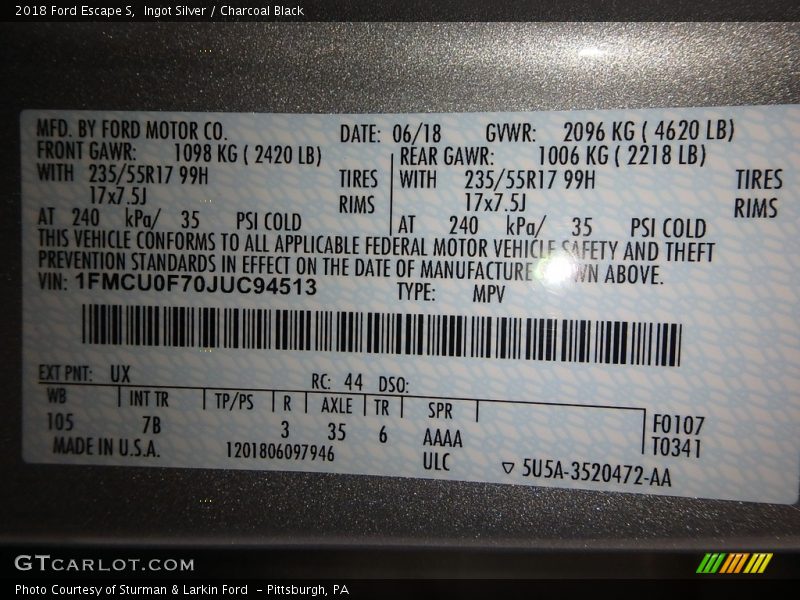 2018 Ford Escape S,  Ingot Silver / Charcoal Black
MFD. BY FORD MOTOR CO. DATE: 06/18 GVWR: 2096 KG ( 4620 LB)
FRONT GAWR: 1098 KG ( 2420 LB) REAR GAWR: 1006 KG ( 2218 LB)
WITH 235/55R17 99H TIRES WITH 235/55R17 99H TIRES
17x7.5J RIMS 17x7.5J RIMS
AT 240 kPa/ 35 PSI COLD AT 240 kPa/ 35 PSI COLD
THIS VEHICLE CONFORMS TO ALL APPLICABLE FEDERAL MOTOR VEHICLE SAFETY AND THEFT
PREVENTION STANDARDS IN EFFECT ON THE DATE OF MANUFACTURE ABOVE.
VIN: 1FMCU0F70JUC94513 TYPE: MPV
EXT PNT: UX RC: 44 DSO:
WB INT TR TP/PS R AXLE TR SPR F0107
105 7B 3 35 6 AAAA T0341
MADE IN U.S.A. 1201806097946 ULC ▽ 5U5A-3520472-AA
GTCARLOT.COM
Photo Courtesy of Sturman & Larkin Ford  - Pittsburgh, PA